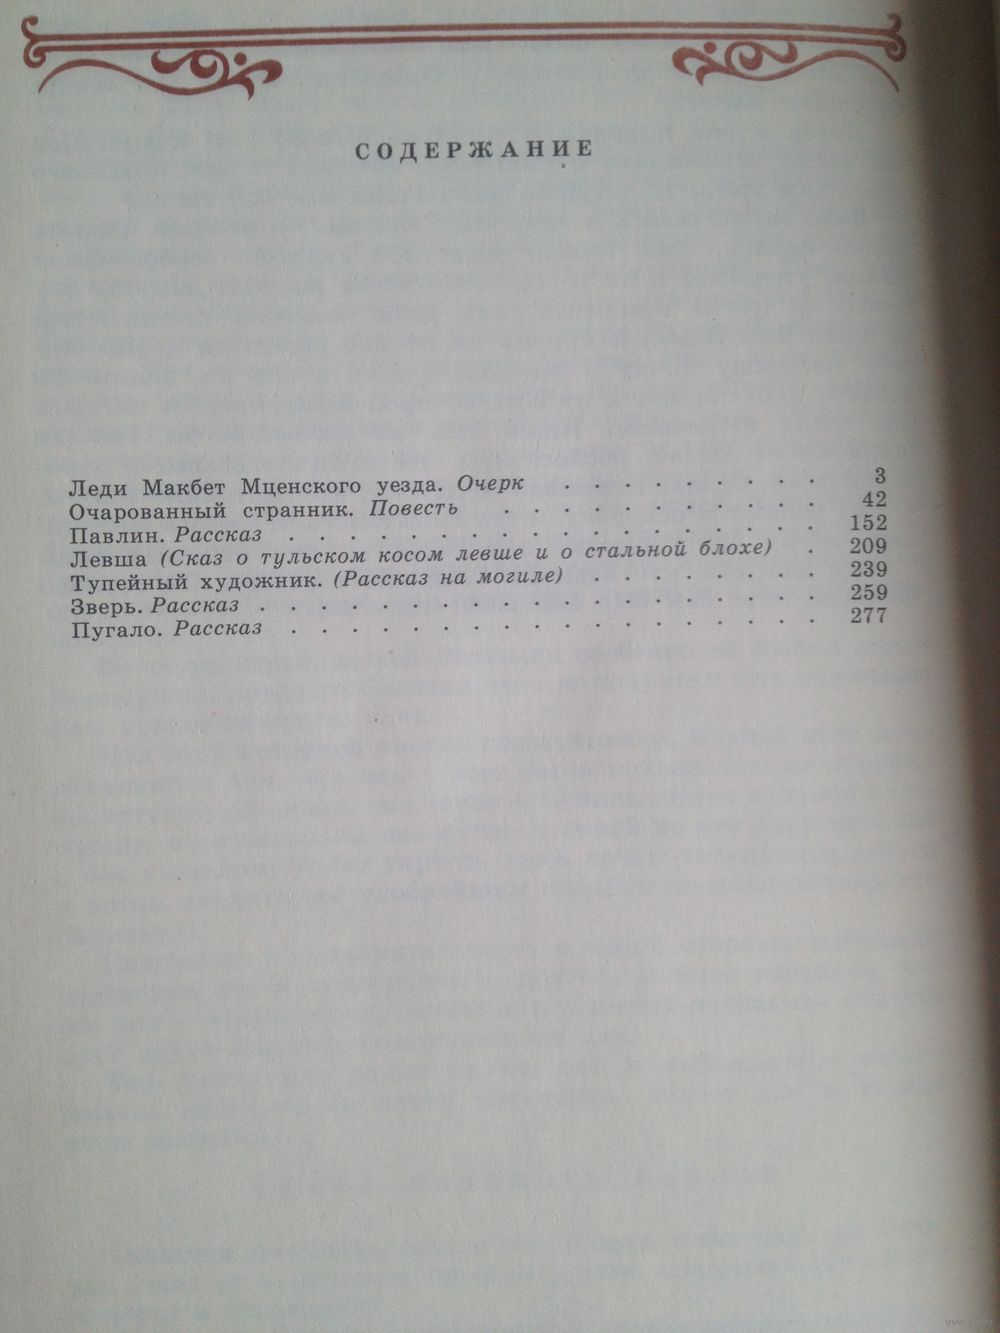 СОДЕРЖАНИЕ
Леди Макбет Мценского уезда. Очерк . . . . . . . . . . 3
Очарованный странник. Повесть . . . . . . . . . . . . 42
Павлин. Рассказ . . . . . . . . . . . . . . . . . . 152
Левша (Сказ о тульском косом левше и о стальной блохе) . 209
Тупейный художник. (Рассказ на могиле) . . . . . . . . 239
Зверь. Рассказ . . . . . . . . . . . . . . . . . . . 259
Пугало. Рассказ . . . . . . . . . . . . . . . . . . 277